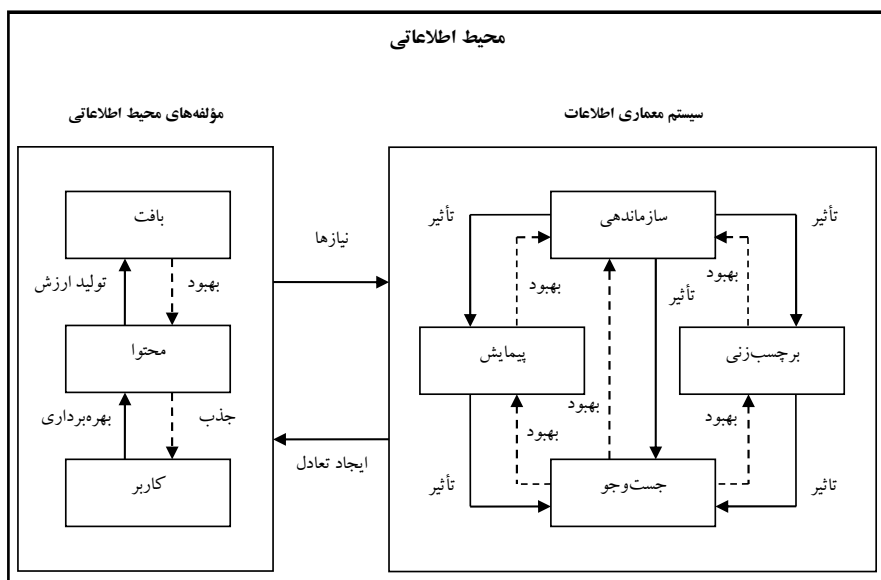 محیط اطلاعاتی
سیستم معماری اطلاعات
مؤلفه‌های محیط اطلاعاتی
سازماندهی
تأثیر
تأثیر
بهبود
بهبود
تأثیر
برچسب‌زنی
پیمایش
بهبود
بهبود
بهبود
جست‌وجو
تاثیر
تأثیر
نیازها
ایجاد تعادل
بافت
تولید ارزش
بهبود
محتوا
بهره‌برداری
جذب
کاربر